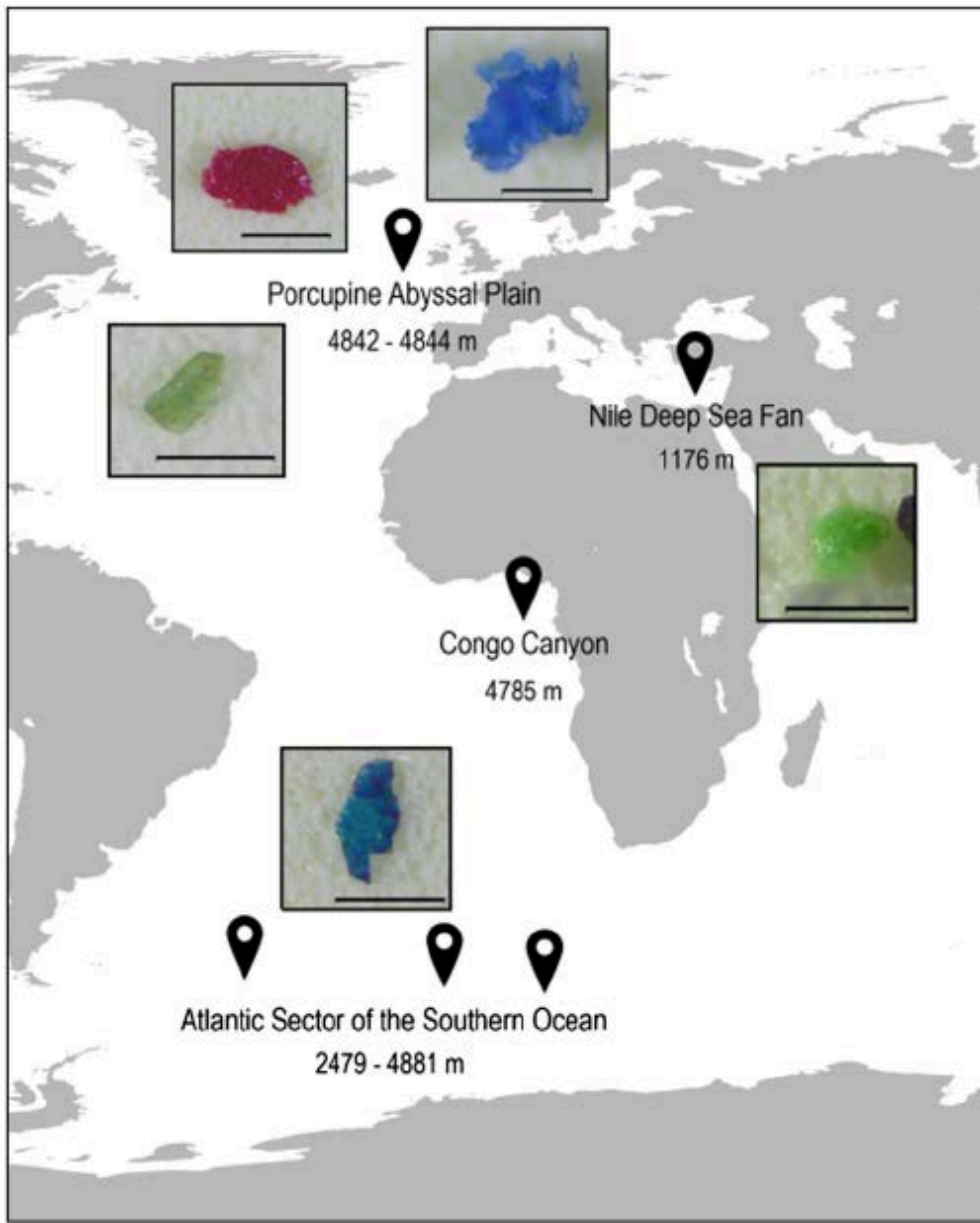 Porcupine Abyssal Plain
4842 - 4844 m
Nile Deep Sea Fan
1176 m
Congo Canyon
4785 m
Atlantic Sector of the Southern Ocean
2479 - 4881 m